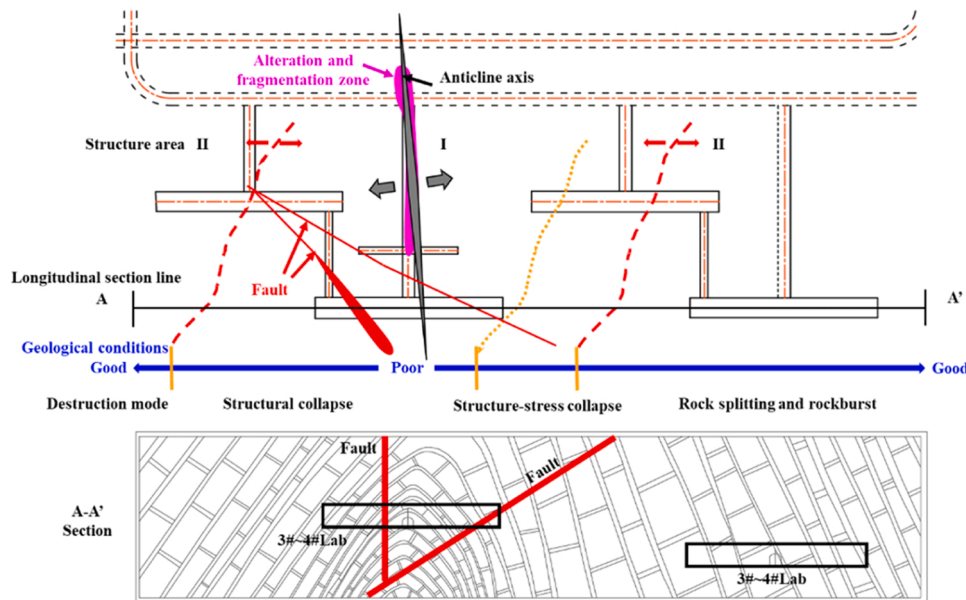 Alteration and
fragmentation zone
Anticline axis
Structure area II
I
II
Longitudinal section line
A
A'
Fault
Geological conditions
Good
Poor
Good
Destruction mode
Structural collapse
Structure-stress collapse
Rock splitting and rockburst
Fault
Fault
A-A'
Section
3#~4#Lab
3#~4#Lab